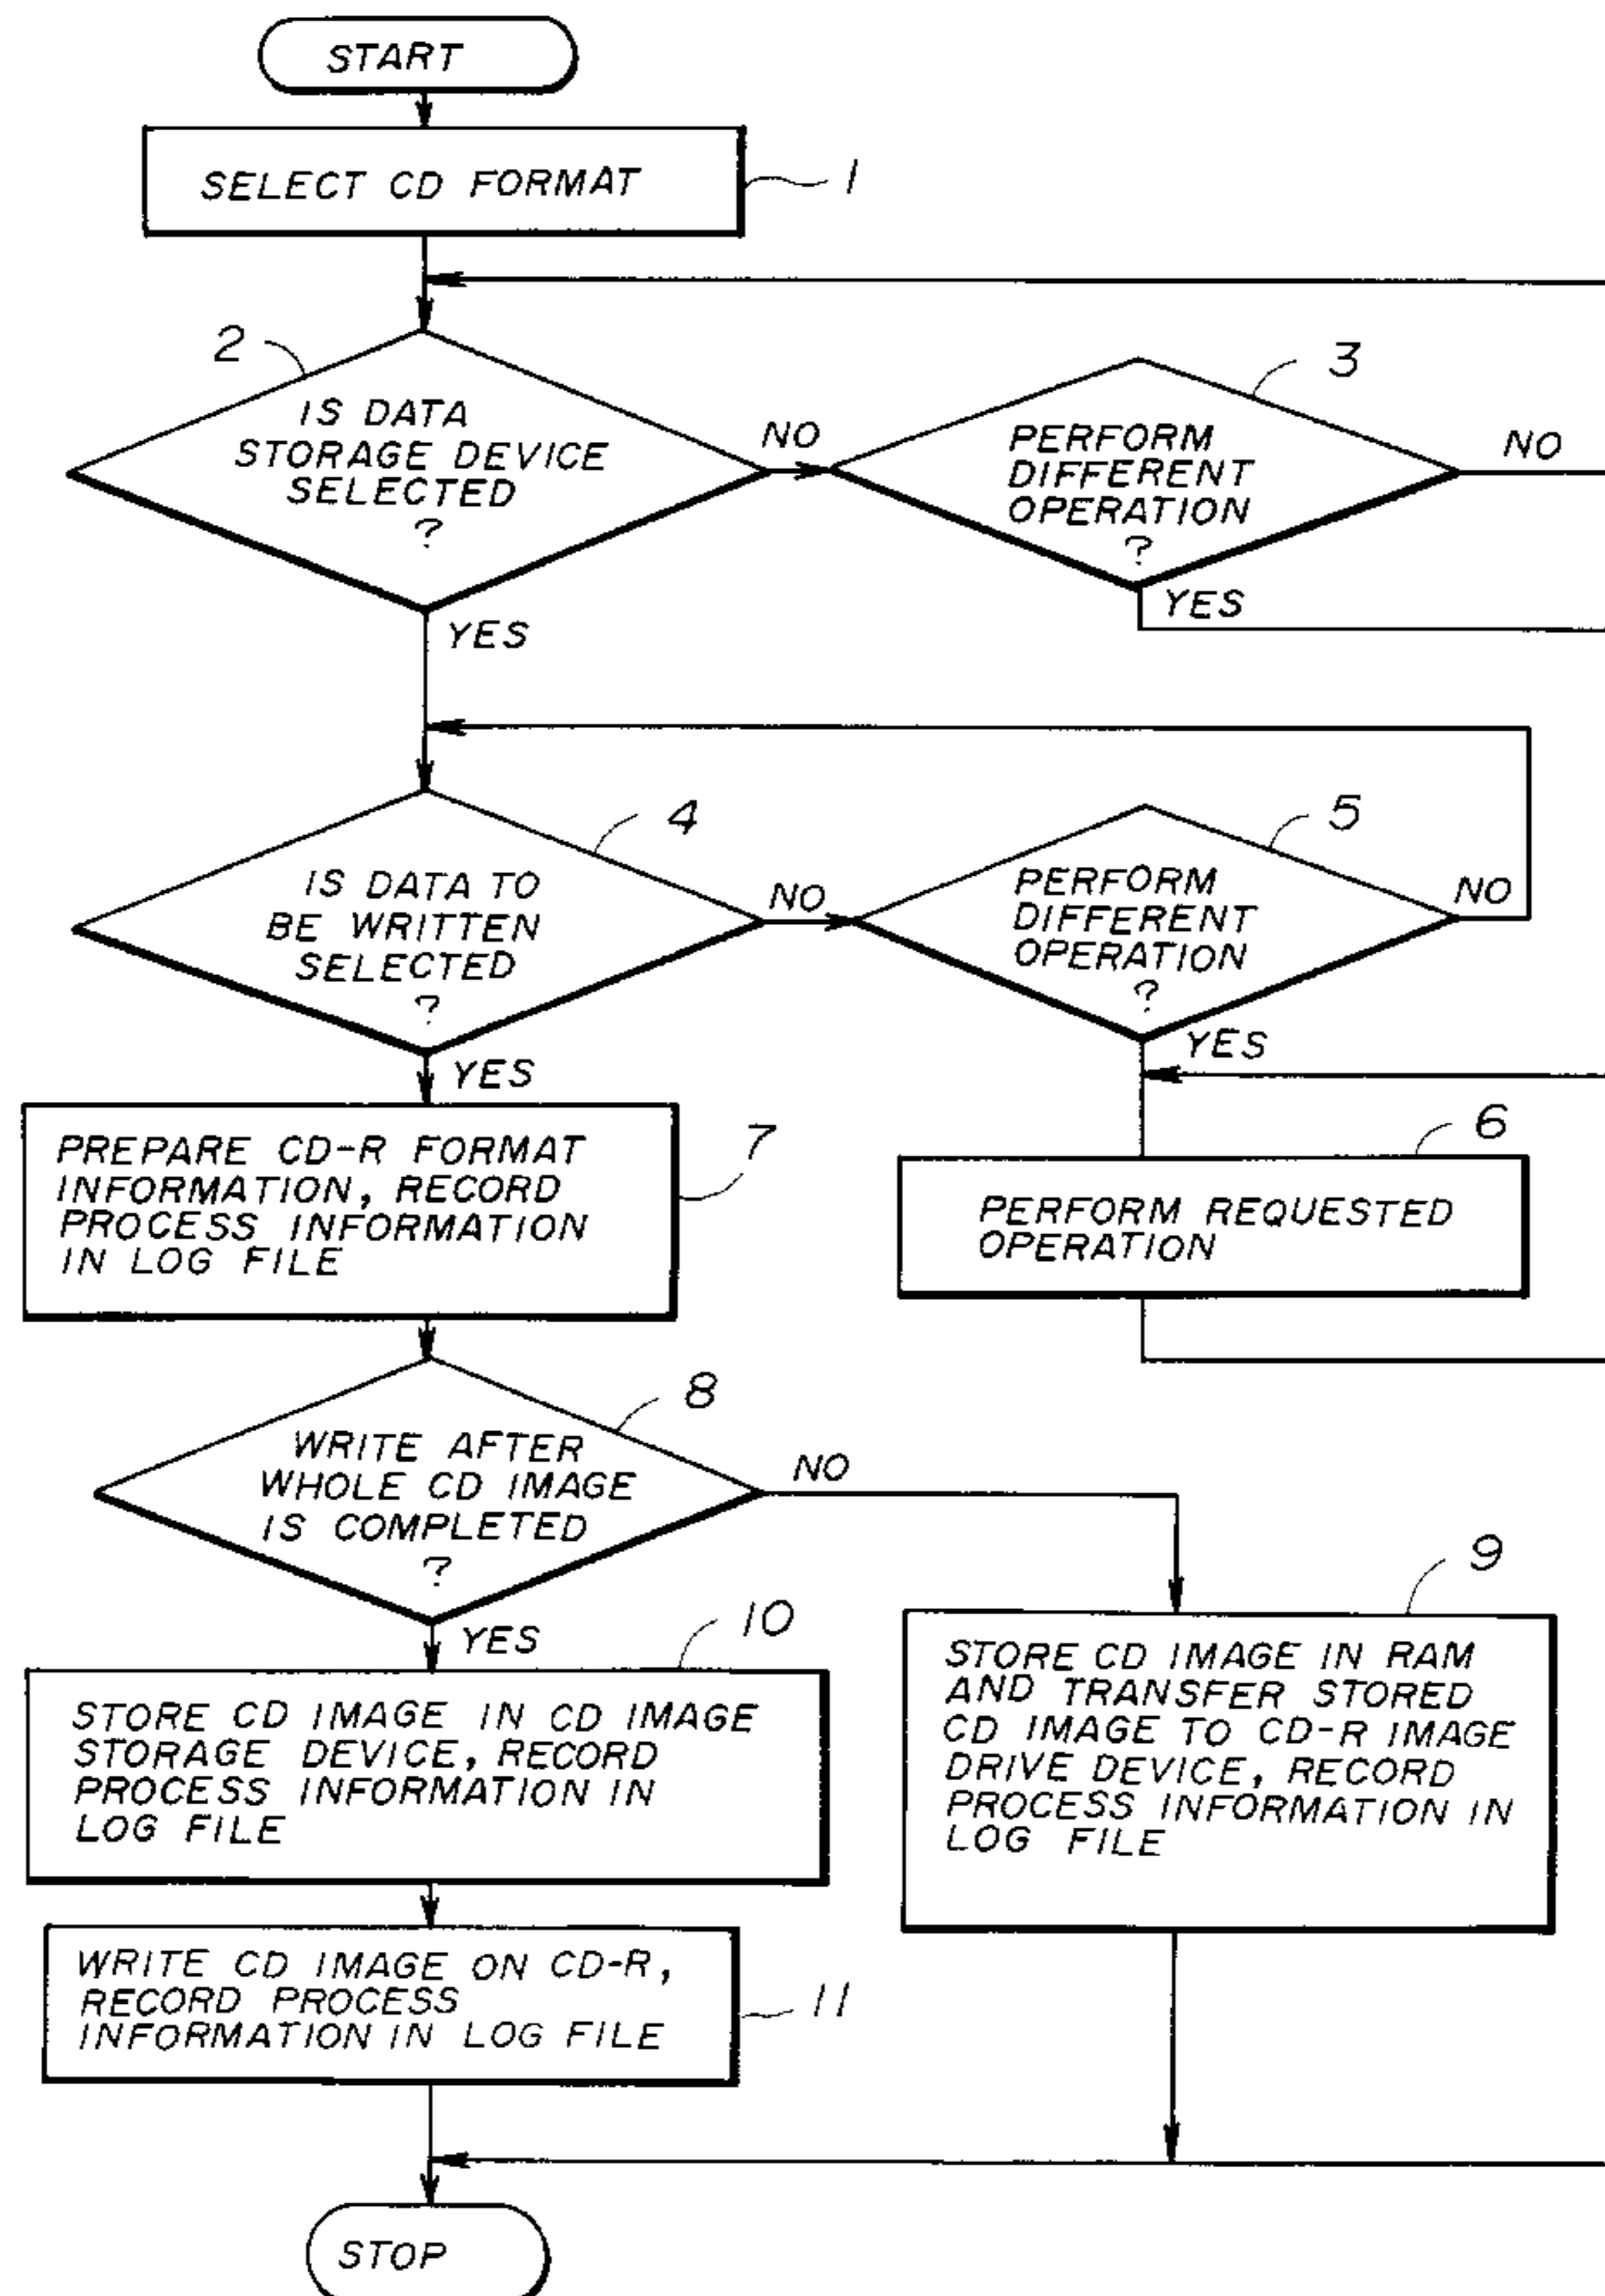 START
SELECT CD FORMAT
1
2
IS DATA
STORAGE DEVICE
SELECTED
?
NO
3
PERFORM
DIFFERENT
OPERATION
?
NO
YES
YES
4
IS DATA TO
BE WRITTEN
SELECTED
?
NO
5
PERFORM
DIFFERENT
OPERATION
?
NO
YES
YES
6
PERFORM REQUESTED
OPERATION
7
PREPARE CD-R FORMAT
INFORMATION, RECORD
PROCESS INFORMATION
IN LOG FILE
8
WRITE AFTER
WHOLE CD IMAGE
IS COMPLETED
?
NO
YES
9
STORE CD IMAGE IN RAM
AND TRANSFER STORED
CD IMAGE TO CD-R IMAGE
DRIVE DEVICE, RECORD
PROCESS INFORMATION IN
LOG FILE
10
STORE CD IMAGE IN CD IMAGE
STORAGE DEVICE, RECORD
PROCESS INFORMATION IN
LOG FILE
WRITE CD IMAGE ON CD-R,
RECORD PROCESS
INFORMATION IN LOG FILE
11
STOP